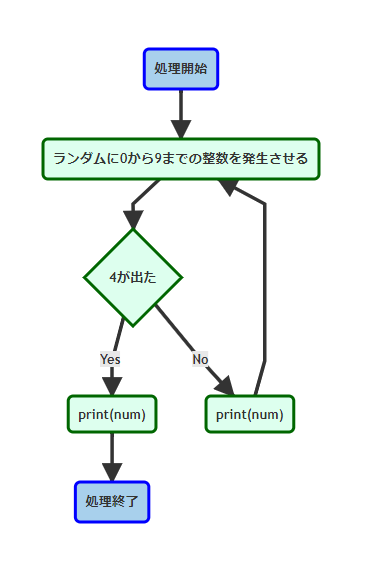 処理開始
ランダムに0から9までの整数を発生させる
4が出た
Yes
No
print(num)
print(num)
処理終了